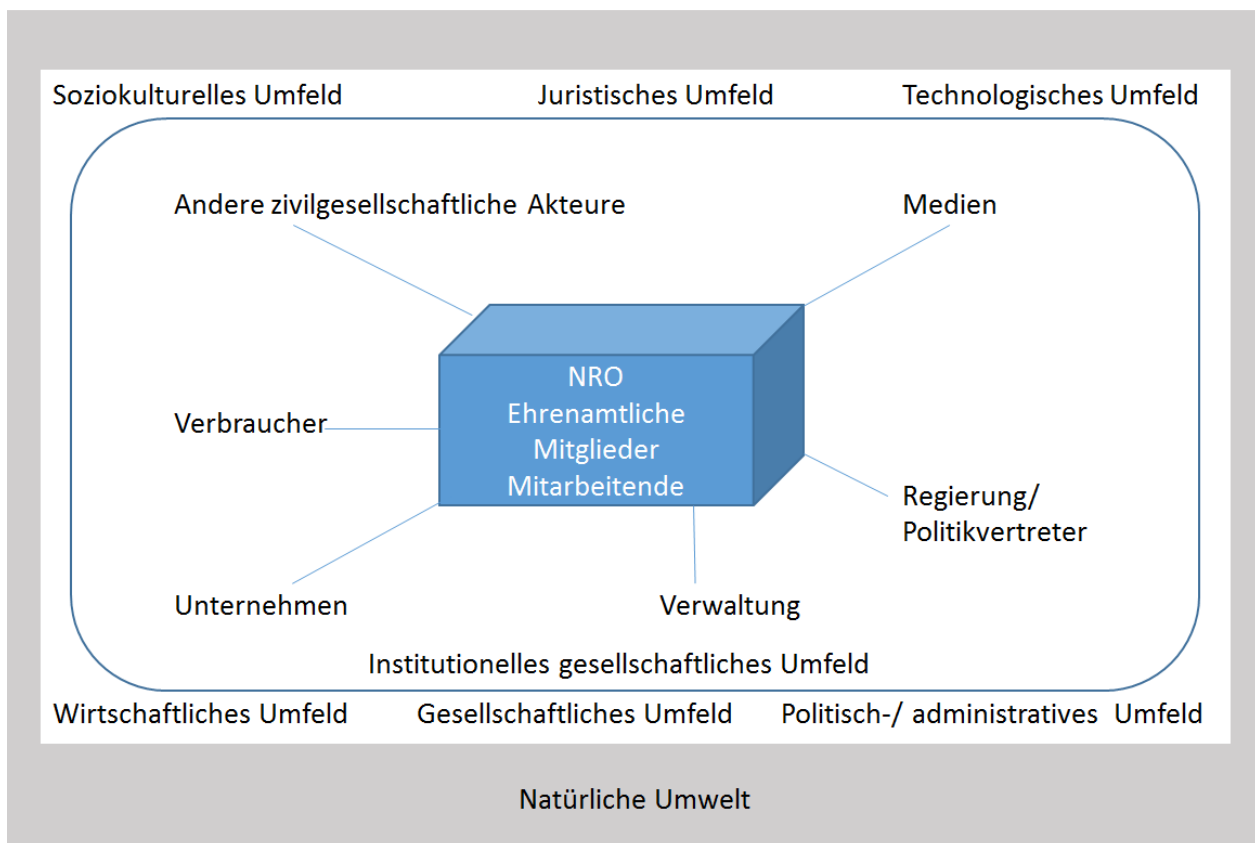 Soziokulturelles Umfeld
Juristisches Umfeld
Technologisches Umfeld
Andere zivilgesellschaftliche Akteure
Medien
NRO
Ehrenamtliche
Mitglieder
Mitarbeitende
Verbraucher
Regierung/
Politikvertreter
Unternehmen
Verwaltung
Institutionelles gesellschaftliches Umfeld
Wirtschaftliches Umfeld
Gesellschaftliches Umfeld
Politisch-/ administratives Umfeld
Natürliche Umwelt